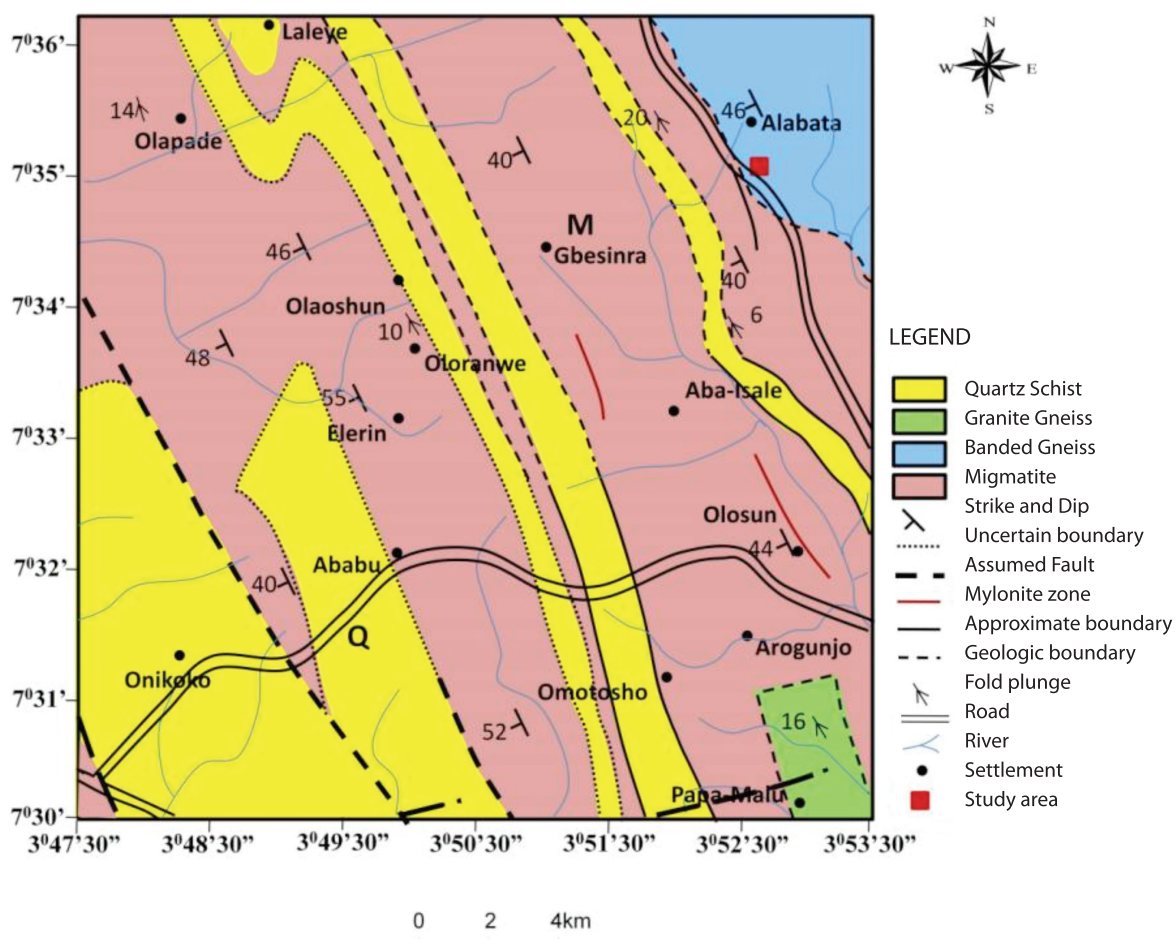 N
W E
S
7⁰36'
7⁰35'
7⁰34'
7⁰33'
7⁰32'
7⁰31'
7⁰30'
Laleye
14
Olapade
20
46
Alabata
40
M
Gbesinra
46
40
Olaoshun
6
10
48
Oloranwe
55
Aba-Isale
Elerin
Olosun
44
Ababu
40
Q
Arogunjo
Onikoko
Omotosho
16
52
Papa-Malu
3⁰47'30" 3⁰48'30" 3⁰49'30" 3⁰50'30" 3⁰51'30" 3⁰52'30" 3⁰53'30"
0 2 4km
LEGEND
Quartz Schist
Granite Gneiss
Banded Gneiss
Migmatite
Strike and Dip
Uncertain boundary
Assumed Fault
Mylonite zone
Approximate boundary
Geologic boundary
Fold plunge
Road
River
Settlement
Study area